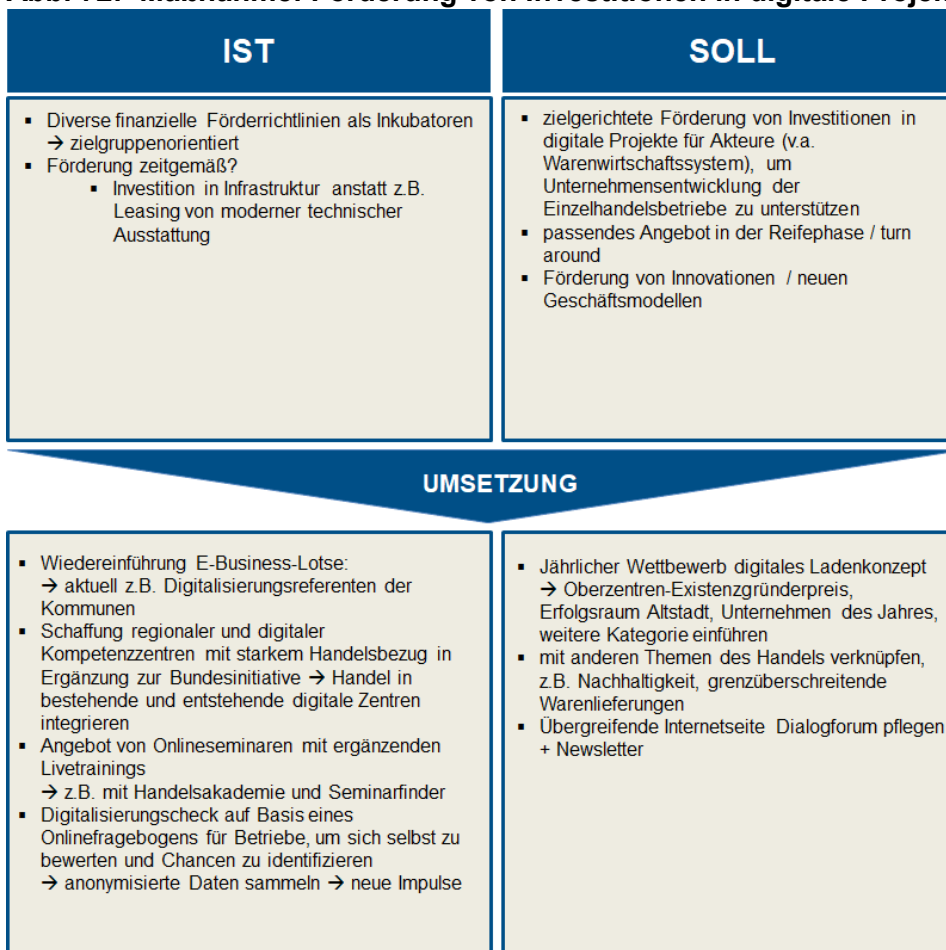 IST
▪ Diverse finanzielle Förderrichtlinien als Inkubatoren
→ zielgruppenorientiert
▪ Förderung zeitgemäß?
▪ Investition in Infrastruktur anstatt z.B.
Leasing von moderner technischer
Ausstattung
SOLL
▪ zielgerichtete Förderung von Investitionen in
digitale Projekte für Akteure (v.a.
Warenwirtschaftssystem), um
Unternehmensentwicklung der
Einzelhandelsbetriebe zu unterstützen
▪ passendes Angebot in der Reifephase / turn
around
▪ Förderung von Innovationen / neuen
Geschäftsmodellen
UMSETZUNG
▪ Wiedereinführung E-Business-Lotse:
→ aktuell z.B. Digitalisierungsreferenten der
Kommunen
▪ Schaffung regionaler und digitaler
Kompetenzzentren mit starkem Handelsbezug in
Ergänzung zur Bundesinitiative → Handel in
bestehende und entstehende digitale Zentren
integrieren
▪ Angebot von Onlineseminaren mit ergänzenden
Livetrainings
→ z.B. mit Handelsakademie und Seminarfinder
▪ Digitalisierungscheck auf Basis eines
Onlinefragebogens für Betriebe, um sich selbst zu
bewerten und Chancen zu identifizieren
→ anonymisierte Daten sammeln → neue Impulse
▪ Jährlicher Wettbewerb digitales Ladenkonzept
→ Oberzentren-Existenzgründerpreis,
Erfolgsraum Altstadt, Unternehmen des Jahres,
weitere Kategorie einführen
▪ mit anderen Themen des Handels verknüpfen,
z.B. Nachhaltigkeit, grenzüberschreitende
Warenlieferungen
▪ Übergreifende Internetseite Dialogforum pflegen
+ Newsletter